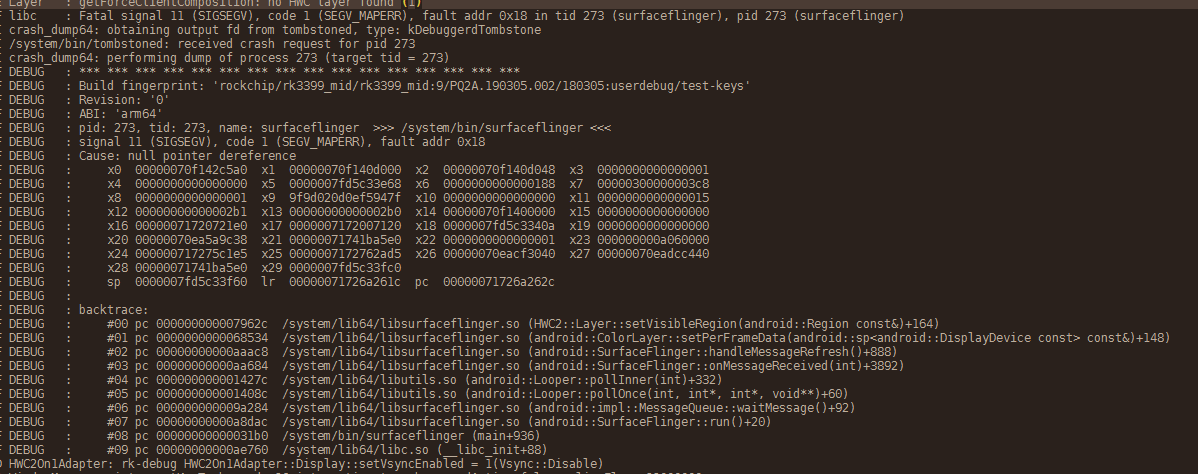 Layer : getForceClientComposition: no HWC layer found (1)
F libc : Fatal signal 11 (SIGSEGV), code 1 (SEGV_MAPERR), fault addr 0x18 in tid 273 (surfaceflinger), pid 273 (surfaceflinger)
I crash_dump64: obtaining output fd from tombstoned, type: kDebuggerdTombstone
I /system/bin/tombstoned: received crash request for pid 273
I crash_dump64: performing dump of process 273 (target tid = 273)
F DEBUG : *** *** *** *** *** *** *** *** *** *** *** *** *** *** *** ***
F DEBUG : Build fingerprint: 'rockchip/rk3399_mid/rk3399_mid:9/PQ2A.190305.002/180305:userdebug/test-keys'
F DEBUG : Revision: '0'
F DEBUG : ABI: 'arm64'
F DEBUG : pid: 273, tid: 273, name: surfaceflinger >>> /system/bin/surfaceflinger <<<
F DEBUG : signal 11 (SIGSEGV), code 1 (SEGV_MAPERR), fault addr 0x18
F DEBUG : Cause: null pointer dereference
F DEBUG : x0 00000070f142c5a0 x1 00000070f140d000 x2 00000070f140d048 x3 0000000000000001
F DEBUG : x4 0000000000000000 x5 0000007fd5c33e68 x6 0000000000000188 x7 00000300000003c8
F DEBUG : x8 0000000000000001 x9 9f9d020d0ef5947f x10 0000000000000000 x11 0000000000000015
F DEBUG : x12 00000000000002b1 x13 00000000000002b0 x14 00000070f1400000 x15 0000000000000000
F DEBUG : x16 00000071720721e0 x17 0000007172007120 x18 0000007fd5c3340a x19 0000000000000000
F DEBUG : x20 00000070ea5a9c38 x21 00000071741ba5e0 x22 0000000000000001 x23 000000000a060000
F DEBUG : x24 00000717275c1e5 x25 0000007172762ad5 x26 00000070eacf3040 x27 00000070eadcc440
F DEBUG : x28 00000071741ba5e0 x29 0000007fd5c33fc0
F DEBUG : sp 0000007fd5c33f60 lr 00000071726a261c pc 00000071726a262c
F DEBUG :
F DEBUG : backtrace:
F DEBUG : #00 pc 000000000007962c /system/lib64/libsurfaceflinger.so (HWC2::Layer::setVisibleRegion(android::Region const&)+164)
F DEBUG : #01 pc 0000000000068534 /system/lib64/libsurfaceflinger.so (android::ColorLayer::setPerFrameData(android::sp<android::DisplayDevice const> const&)+148)
F DEBUG : #02 pc 00000000000aaac8 /system/lib64/libsurfaceflinger.so (android::SurfaceFlinger::handleMessageRefresh()+888)
F DEBUG : #03 pc 00000000000aa684 /system/lib64/libsurfaceflinger.so (android::SurfaceFlinger::onMessageReceived(int)+3892)
F DEBUG : #04 pc 000000000001427c /system/lib64/libutils.so (android::Looper::pollInner(int)+332)
F DEBUG : #05 pc 000000000001408c /system/lib64/libutils.so (android::Looper::pollOnce(int, int*, int*, void**)+60)
F DEBUG : #06 pc 000000000009a284 /system/lib64/libsurfaceflinger.so (android::impl::MessageQueue::waitMessage()+92)
F DEBUG : #07 pc 00000000000a8dac /system/lib64/libsurfaceflinger.so (android::SurfaceFlinger::run()+20)
F DEBUG : #08 pc 00000000000031b0 /system/bin/surfaceflinger (main+936)
F DEBUG : #09 pc 00000000000ae760 /system/lib64/libc.so (__libc_init+88)
D HWC2On1Adapter: rk-debug HWC2On1Adapter::Display::setVsyncEnabled = 1(Vsync::Disable)